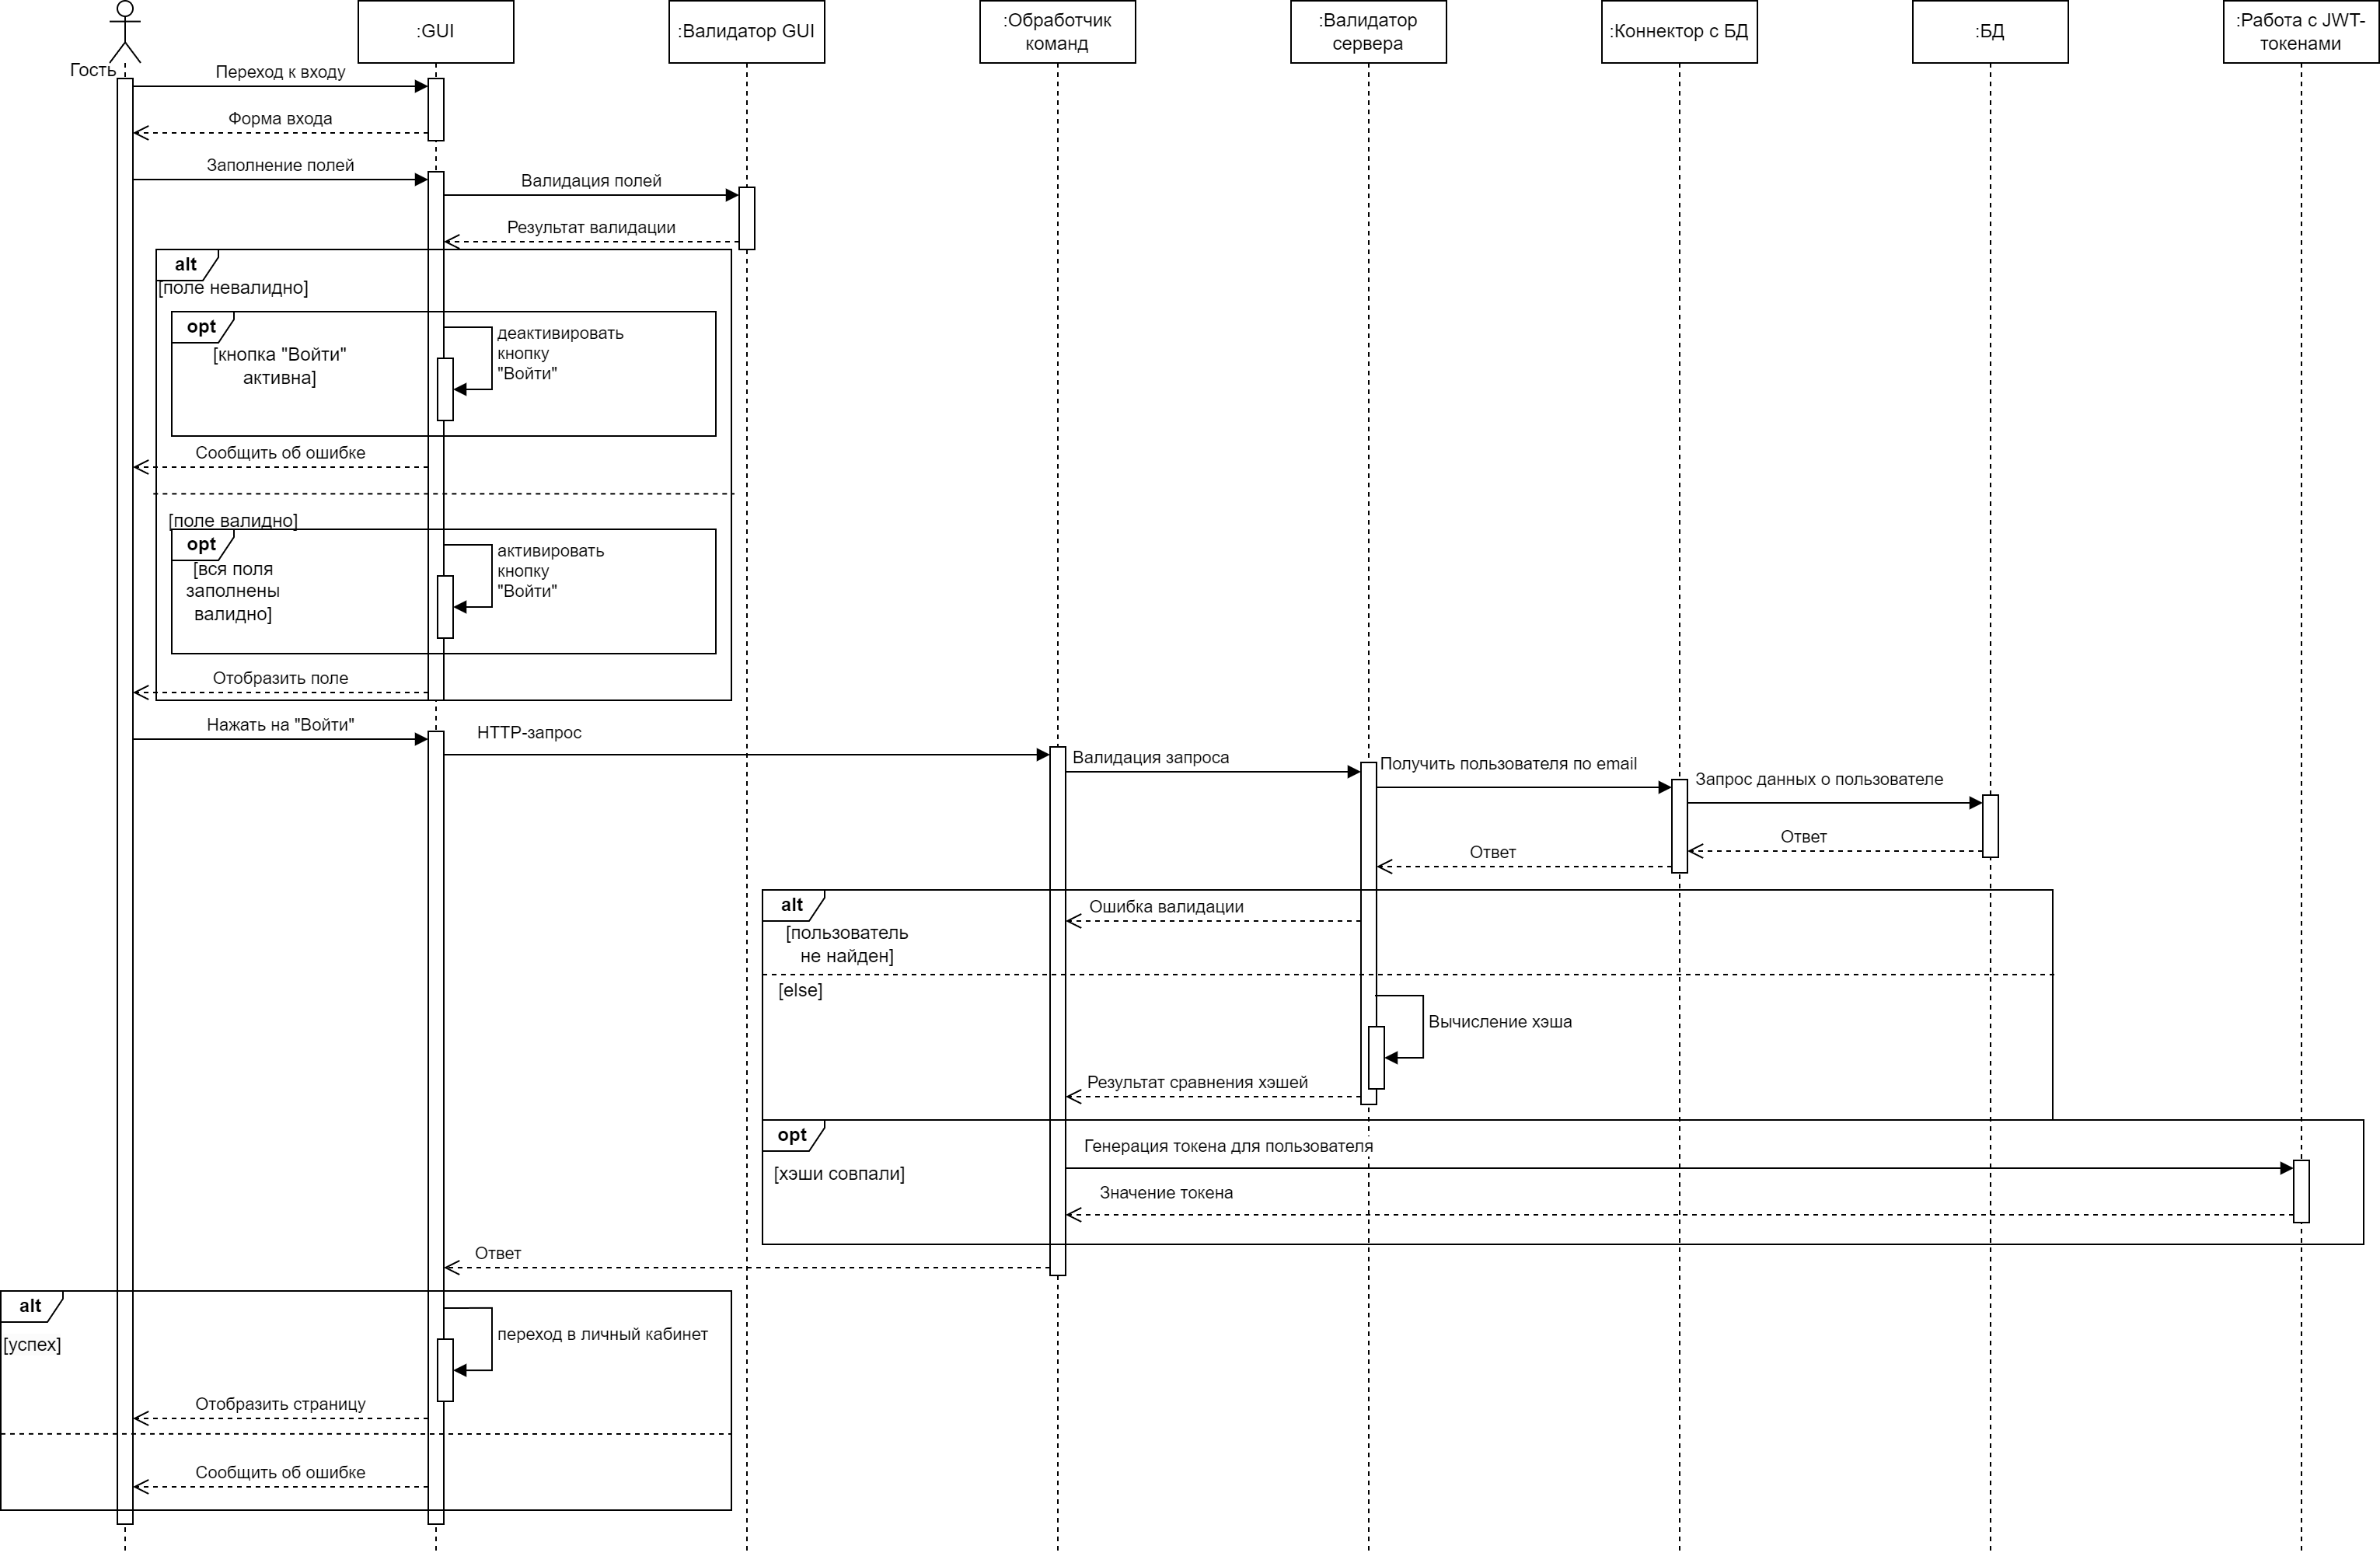 Гость
:GUI
:Валидатор GUI
:Обработчик
команд
:Валидатор
сервера
:Коннектор с БД
:БД
:Работа с JWT-
токенами
Переход к входу
Форма входа
Заполнение полей
Валидация полей
Результат валидации
alt
[поле невалидно]
opt
[кнопка "Войти"
активна]
деактивировать
кнопку
"Войти"
Сообщить об ошибке
[поле валидно]
opt
[вся поля
заполнены
валидно]
активировать
кнопку
"Войти"
Отобразить поле
Нажать на "Войти"
HTTP-запрос
Валидация запроса
Получить пользователя по email
Запрос данных о пользователе
Ответ
Ответ
alt
[пользователь
не найден]
Ошибка валидации
[else]
Вычисление хэша
Результат сравнения хэшей
opt
[хэши совпали]
Генерация токена для пользователя
Значение токена
Ответ
alt
[успех]
переход в личный кабинет
Отобразить страницу
Сообщить об ошибке